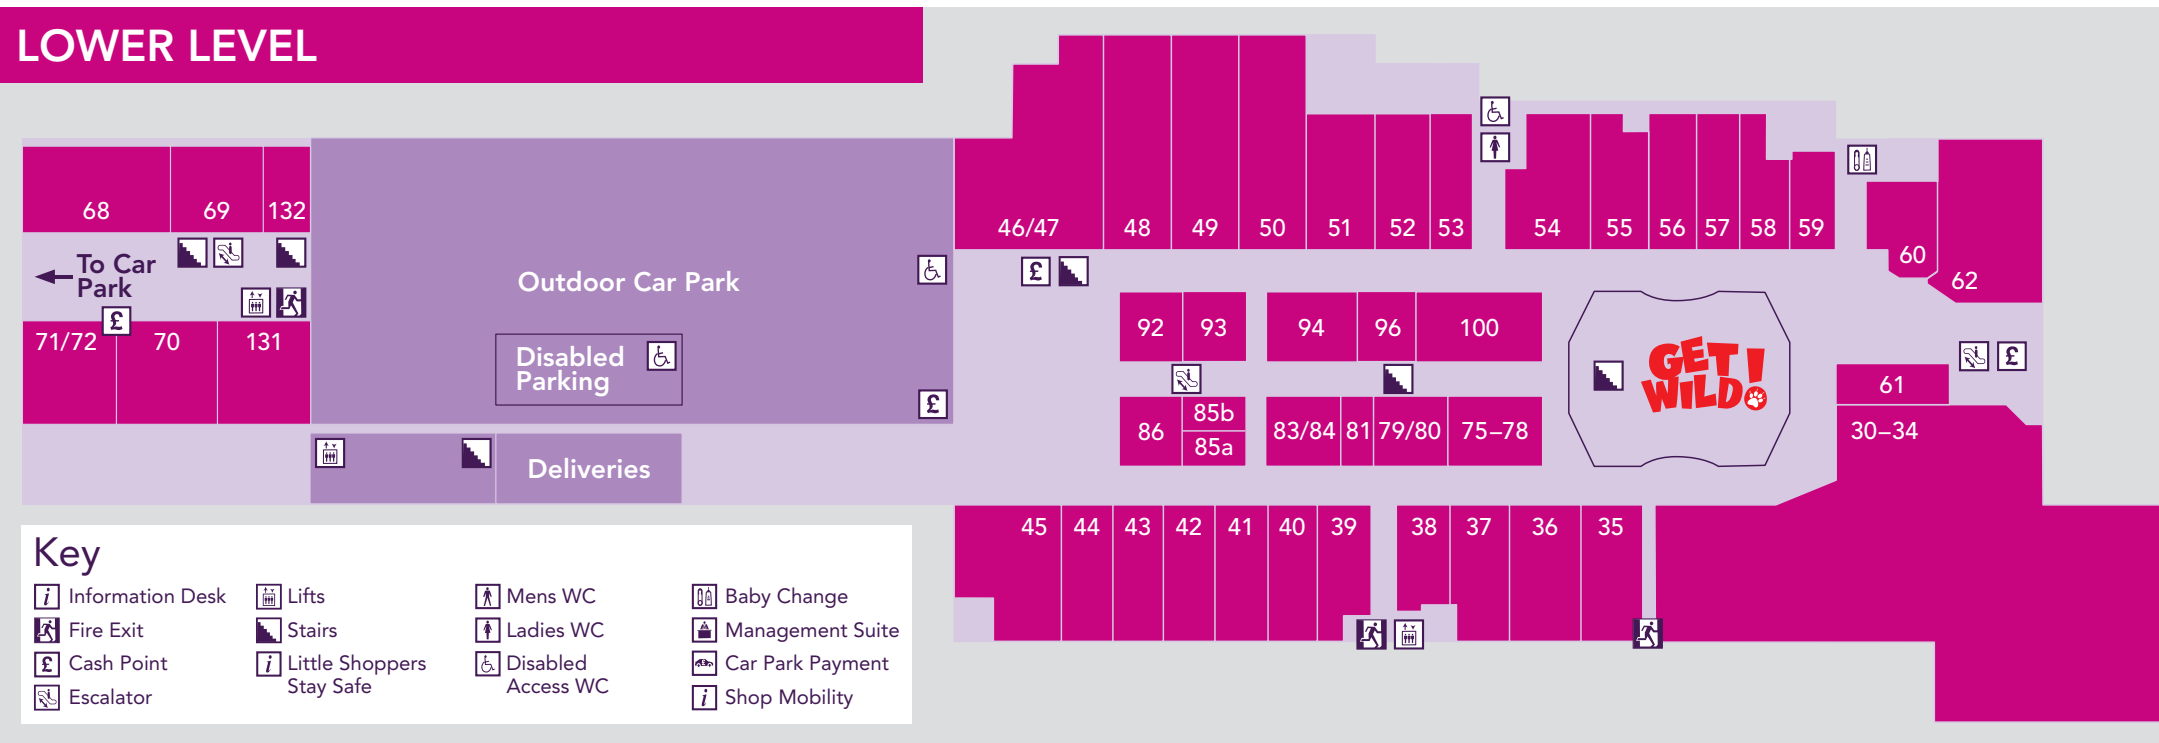 LOWER LEVEL
68
69
132
To Car
Park
£
71/72
70
131
Outdoor Car Park
Disabled
Parking
£
Deliveries
46/47
48
49
50
51
52
53
54
55
56
57
58
59
60
62
£
92
93
94
96
100
86
85b
85a
83/84
81
79/80
75–78
GET
WILD!
£
61
30–34
45
44
43
42
41
40
39
38
37
36
35
Key
i Information Desk
Fire Exit
£ Cash Point
Escalator
Lifts
Stairs
i Little Shoppers
Stay Safe
Mens WC
Ladies WC
Disabled
Access WC
Baby Change
Management Suite
Car Park Payment
i Shop Mobility